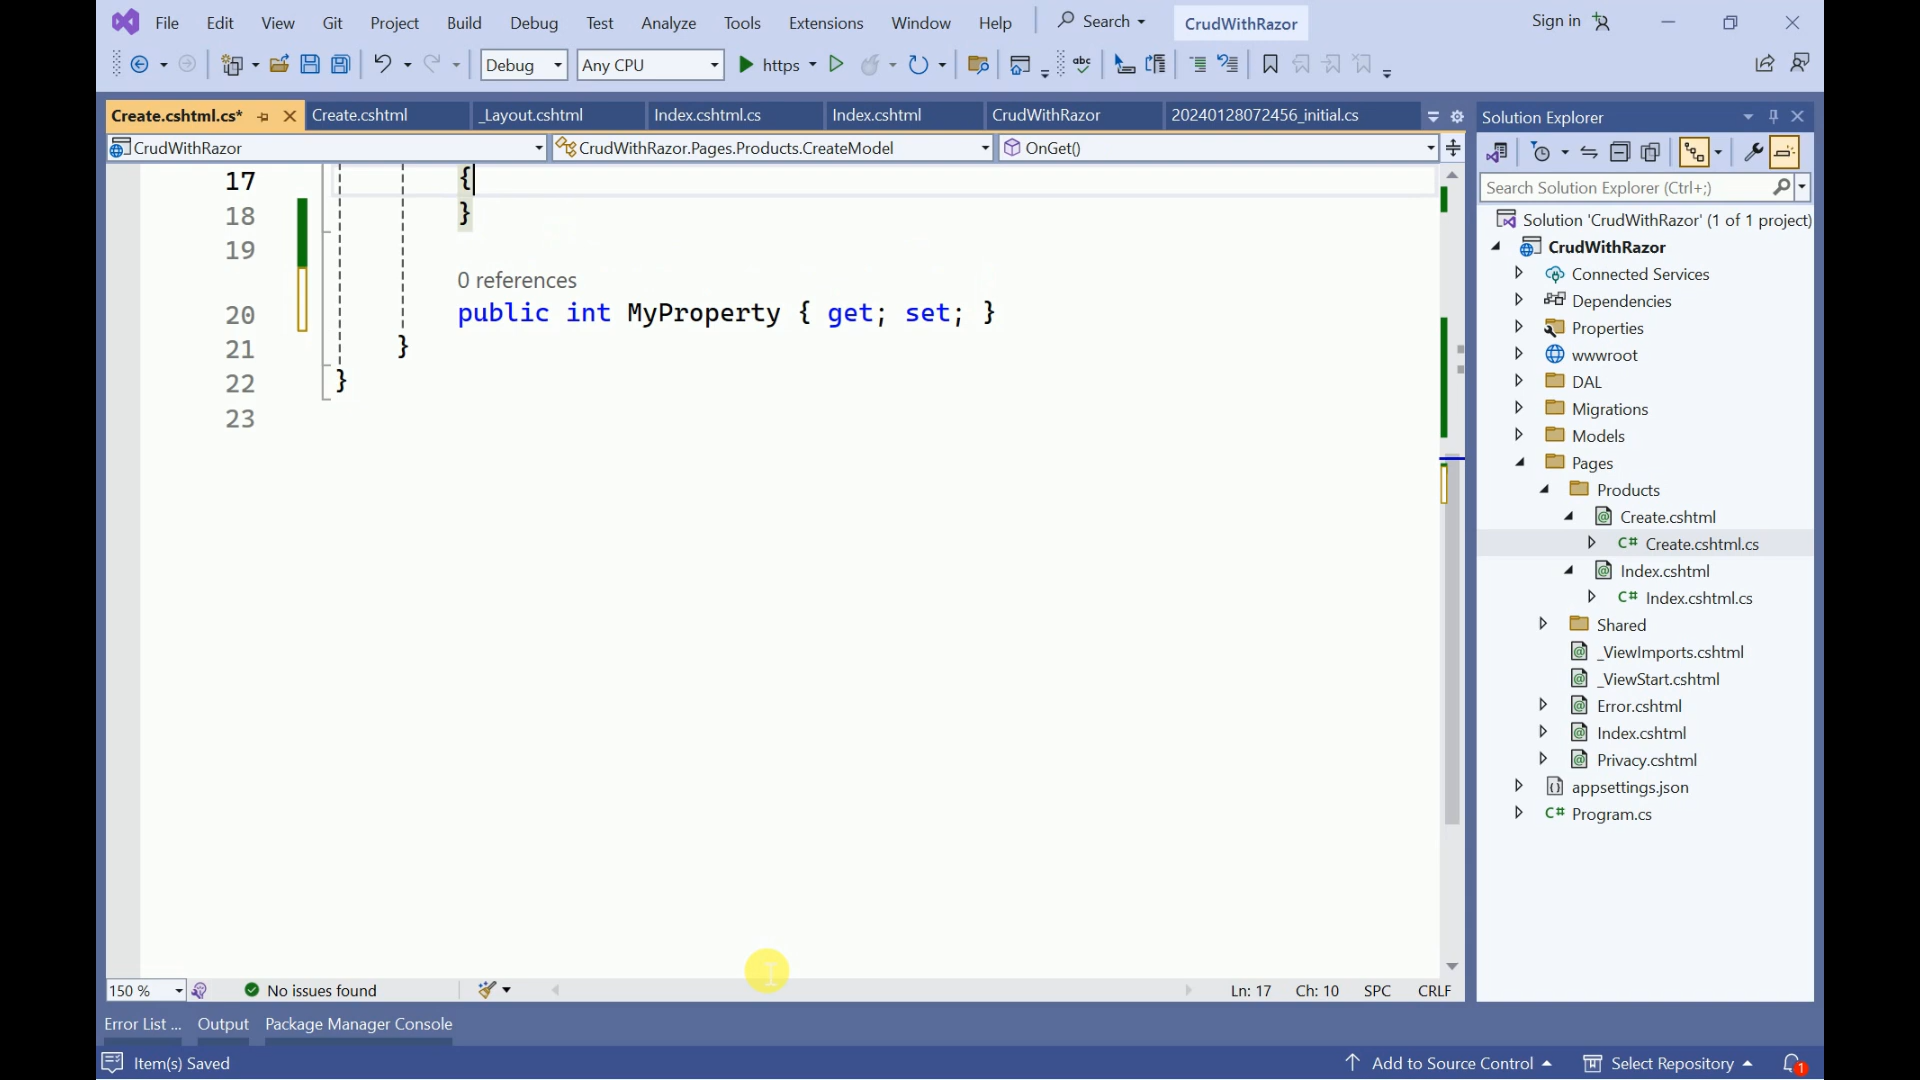 File Edit View Git Project Build Debug Test Analyze Tools Extensions Window Help Search CrudWithRazor Sign in
Debug Any CPU https abc
Create.cshtml.cs* Create.cshtml _Layout.cshtml Index.cshtml.cs Index.cshtml CrudWithRazor 20240128072456_initial.cs
CrudWithRazor CrudWithRazor.Pages.Products.CreateModel OnGet()
17 {
18 }
19
0 references
20 public int MyProperty { get; set; }
21 }
22 }
23
150 % No issues found Ln: 17 Ch: 10 SPC CRLF
Error List ... Output Package Manager Console
Item(s) Saved Add to Source Control Select Repository 1
Solution Explorer
Search Solution Explorer (Ctrl+;)
Solution 'CrudWithRazor' (1 of 1 project)
CrudWithRazor
Connected Services
Dependencies
Properties
wwwroot
DAL
Migrations
Models
Pages
Products
Create.cshtml
C# Create.cshtml.cs
Index.cshtml
C# Index.cshtml.cs
Shared
_ViewImports.cshtml
_ViewStart.cshtml
Error.cshtml
Index.cshtml
Privacy.cshtml
appsettings.json
C# Program.cs